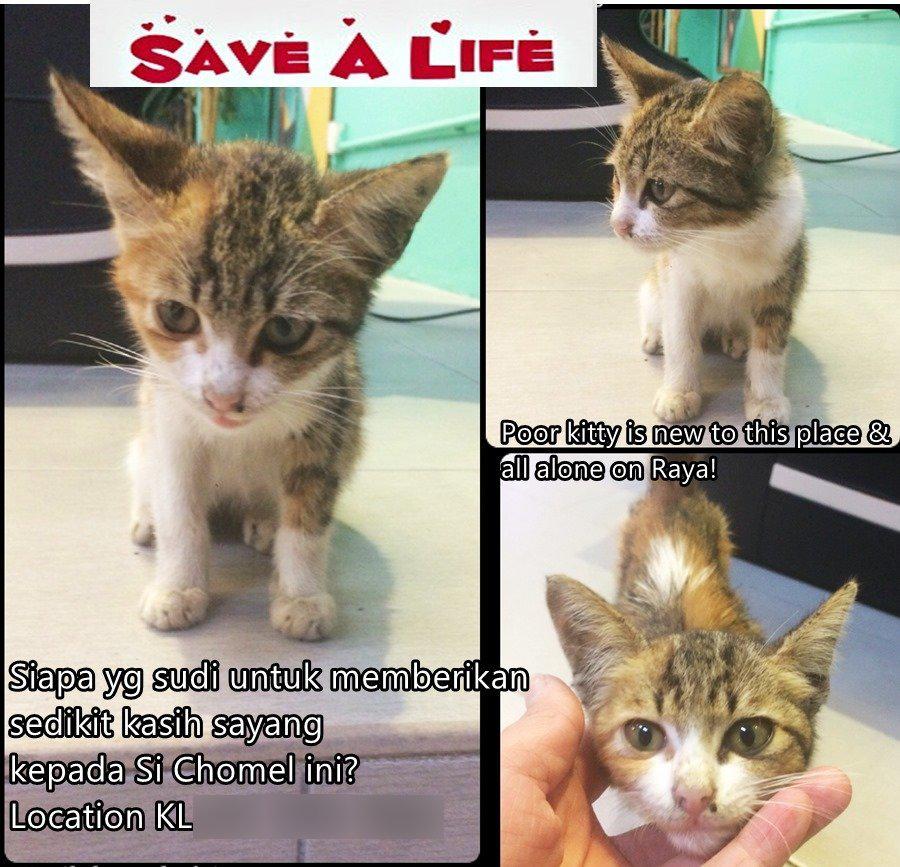 SAVE A LIFE
Poor kitty is new to this place &
all alone on Raya!
Siapa yg sudi untuk memberikan
sedikit kasih sayang
kepada Si Chomel ini?
Location KL